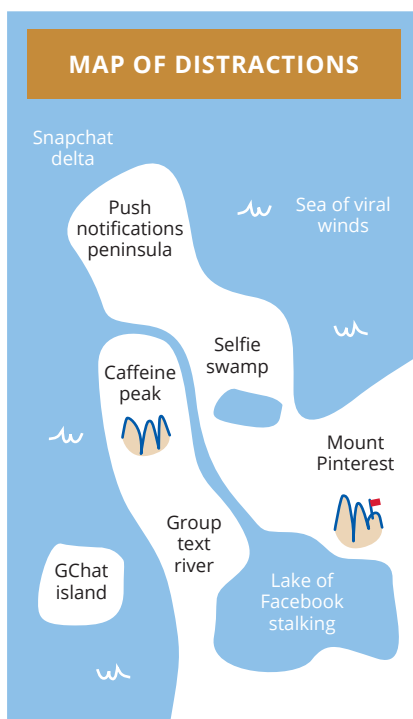 MAP OF DISTRACTIONS
Snapchat
delta
Push
notifications
peninsula
Sea of viral
winds
Selfie
swamp
Caffeine
peak
Mount
Pinterest
Group
text
river
GChat
island
Lake of
Facebook
stalking